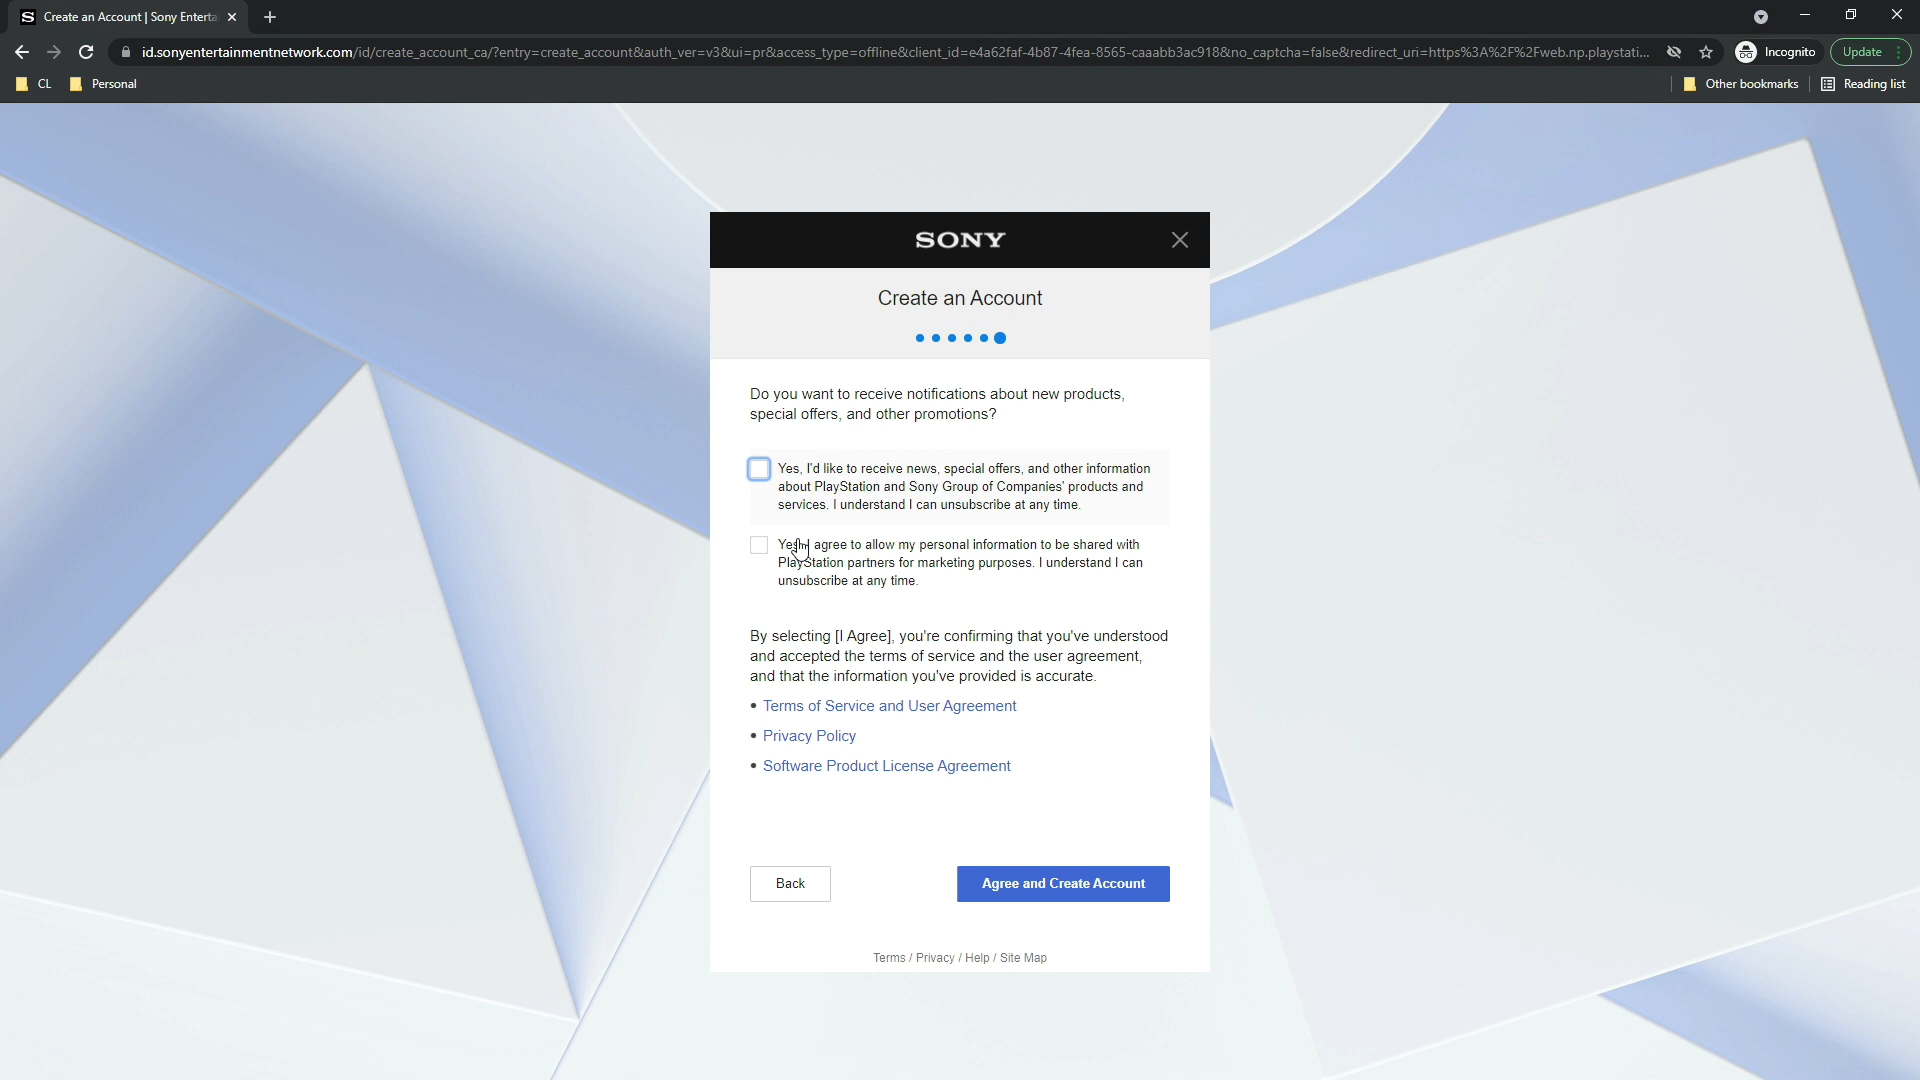 Create an Account | Sony Enterta
id.sonyentertainmentnetwork.com/id/create_account_ca/?entry=create_account&auth_ver=v3&ui=pr&access_type=offline&client_id=e4a62faf-4b87-4fea-8565-caaabb3ac918&no_captcha=false&redirect_uri=https%3A%2F%2Fweb.np.playstati... Incognito Update
CL Personal Other bookmarks Reading list
SONY
Create an Account
Do you want to receive notifications about new products,
special offers, and other promotions?
Yes, I'd like to receive news, special offers, and other information
about PlayStation and Sony Group of Companies' products and
services. I understand I can unsubscribe at any time.
Yes, I agree to allow my personal information to be shared with
PlayStation partners for marketing purposes. I understand I can
unsubscribe at any time.
By selecting [I Agree], you're confirming that you've understood
and accepted the terms of service and the user agreement,
and that the information you've provided is accurate.
• Terms of Service and User Agreement
• Privacy Policy
• Software Product License Agreement
Back Agree and Create Account
Terms / Privacy / Help / Site Map